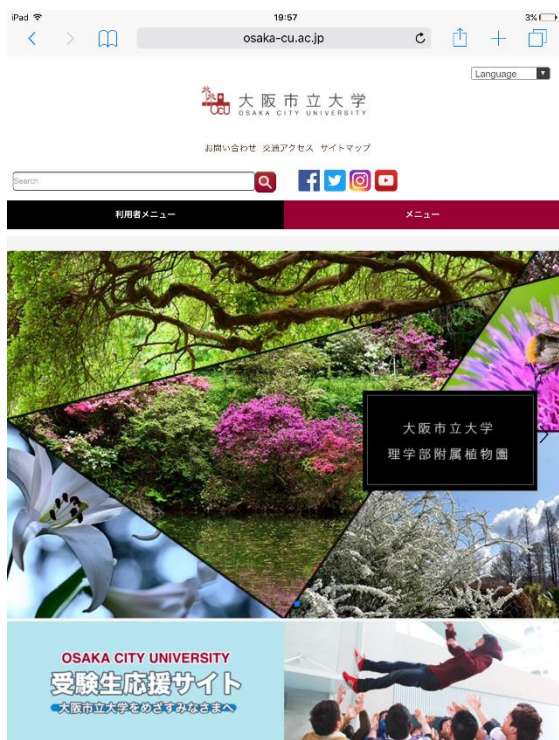 iPad 19:57 3%
osaka-cu.ac.jp
Language
大阪市立大学
OSAKA CITY UNIVERSITY
お問い合わせ 交通アクセス サイトマップ
Search
利用者メニュー メニュー
大阪市立大学
理学部附属植物園
OSAKA CITY UNIVERSITY
受験生応援サイト
大阪市立大学をめざすみなさまへ